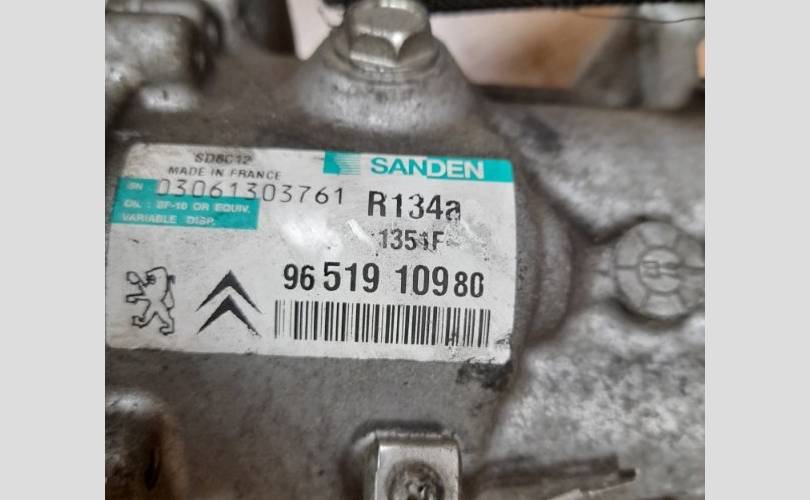 SD6C12
SANDEN
MADE IN FRANCE
SN 03061303761
R134a
OIL : SP-10 OR EQUIV.
VARIABLE DISP.
1351F
96 519 109 80